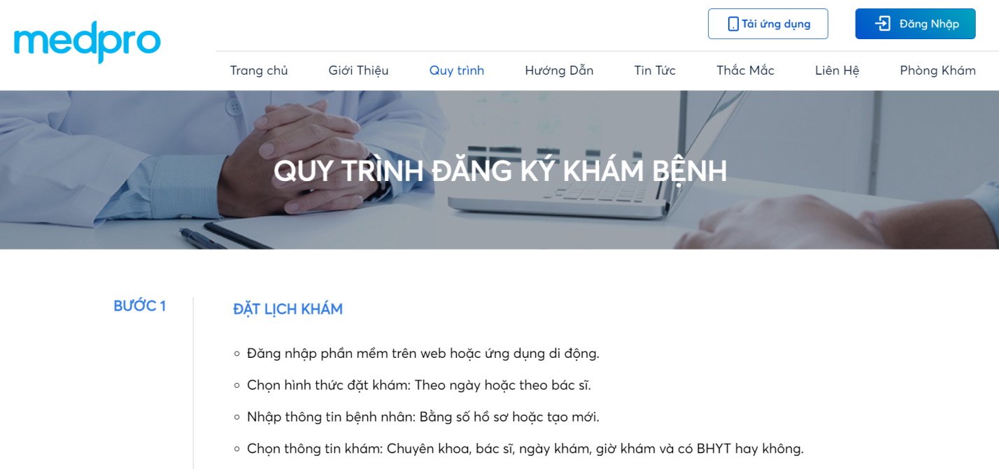 medpro
Tải ứng dụng
Đăng Nhập
Trang chủ
Giới Thiệu
Quy trình
Hướng Dẫn
Tin Tức
Thắc Mắc
Liên Hệ
Phòng Khám
QUY TRÌNH ĐĂNG KÝ KHÁM BỆNH
BƯỚC 1
ĐẶT LỊCH KHÁM
Đăng nhập phần mềm trên web hoặc ứng dụng di động.
Chọn hình thức đặt khám: Theo ngày hoặc theo bác sĩ.
Nhập thông tin bệnh nhân: Bằng số hồ sơ hoặc tạo mới.
Chọn thông tin khám: Chuyên khoa, bác sĩ, ngày khám, giờ khám và có BHYT hay không.